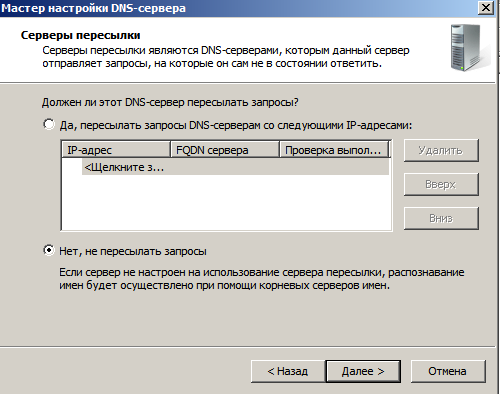 Мастер настройки DNS-сервера
Серверы пересылки
Серверы пересылки являются DNS-серверами, которым данный сервер
отправляет запросы, на которые он сам не в состоянии ответить.
Должен ли этот DNS-сервер пересылать запросы?
Да, пересылать запросы DNS-серверам со следующими IP-адресами:
IP-адрес FQDN сервера Проверка выпол... Удалить
<Щелкните з...
Вверх
Вниз
Нет, не пересылать запросы
Если сервер не настроен на использование сервера пересылки, распознавание
имен будет осуществлено при помощи корневых серверов имен.
< Назад Далее > Отмена